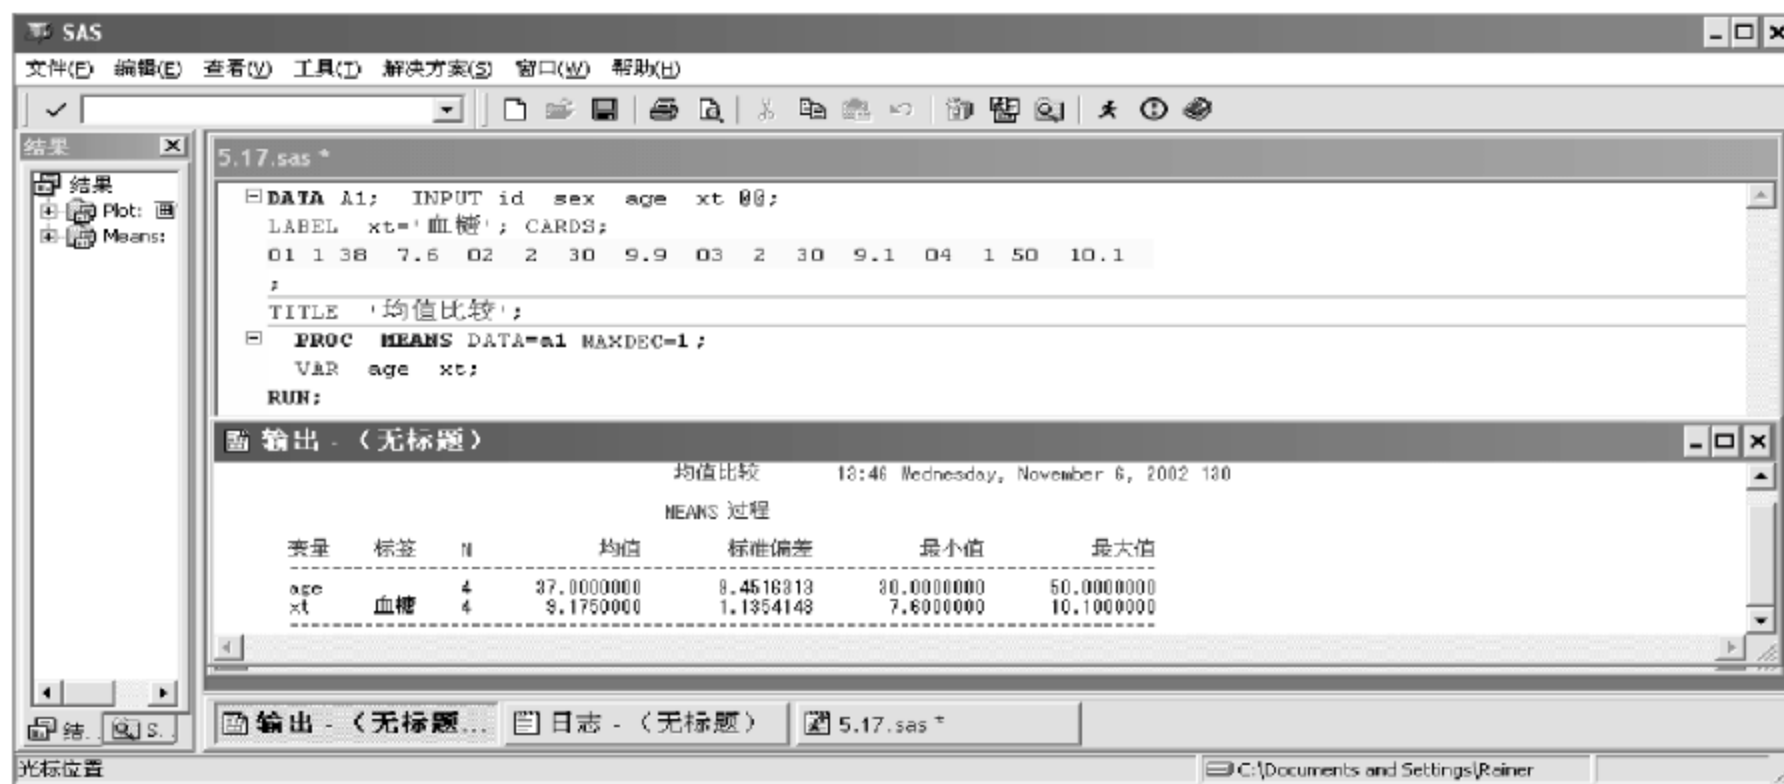 SAS
文件(F) 编辑(E) 查看(V) 工具(T) 解决方案(S) 窗口(W) 帮助(H)
结果
结果
Plot:
Means:
5.17.sas *
DATA A1; INPUT id sex age xt @@;
LABEL xt='血糖'; CARDS;
01 1 38 7.6 02 2 30 9.9 03 2 30 9.1 04 1 50 10.1
;
TITLE '均值比较';
PROC MEANS DATA=a1 MAXDEC=1;
VAR age xt;
RUN;
输出 - （无标题）
均值比较 13:46 Wednesday, November 6, 2002 130
MEANS 过程
变量 标签 N 均值 标准偏差 最小值 最大值
age 4 37.0000000 9.4516313 30.0000000 50.0000000
xt 血糖 4 9.1750000 1.1354148 7.6000000 10.1000000
结. S.
输出 - （无标题... 日志 - （无标题） 5.17.sas *
光标位置 C:\Documents and Settings\Rainer